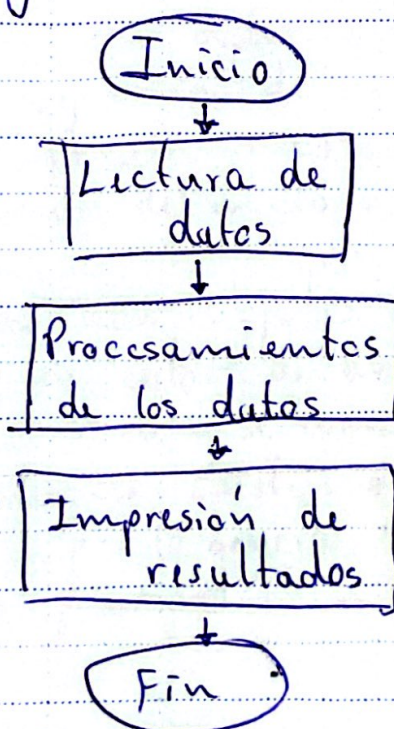 Inicio
Lectura de
datos
Procesamientos
de los datos
Impresión de
resultados
Fin